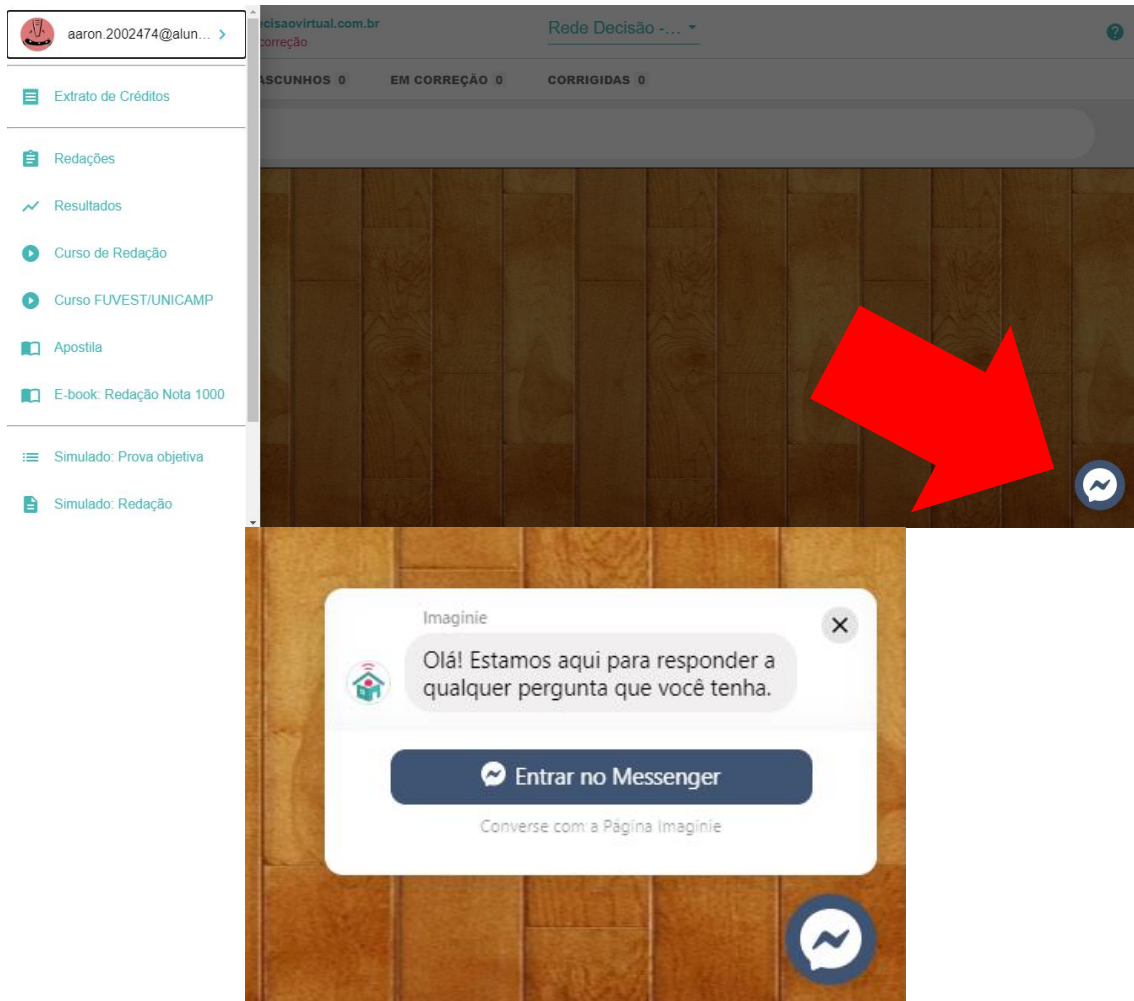 aaron.2002474@alun...
Extrato de Créditos
Redações
Resultados
Curso de Redação
Curso FUVEST/UNICAMP
Apostila
E-book: Redação Nota 1000
Simulado: Prova objetiva
Simulado: Redação
ecisaovirtual.com.br
correção
Rede Decisão -...
ASCUNHOS 0
EM CORREÇÃO 0
CORRIGIDAS 0
Imaginie
Olá! Estamos aqui para responder a
qualquer pergunta que você tenha.
Entrar no Messenger
Converse com a Página Imaginie